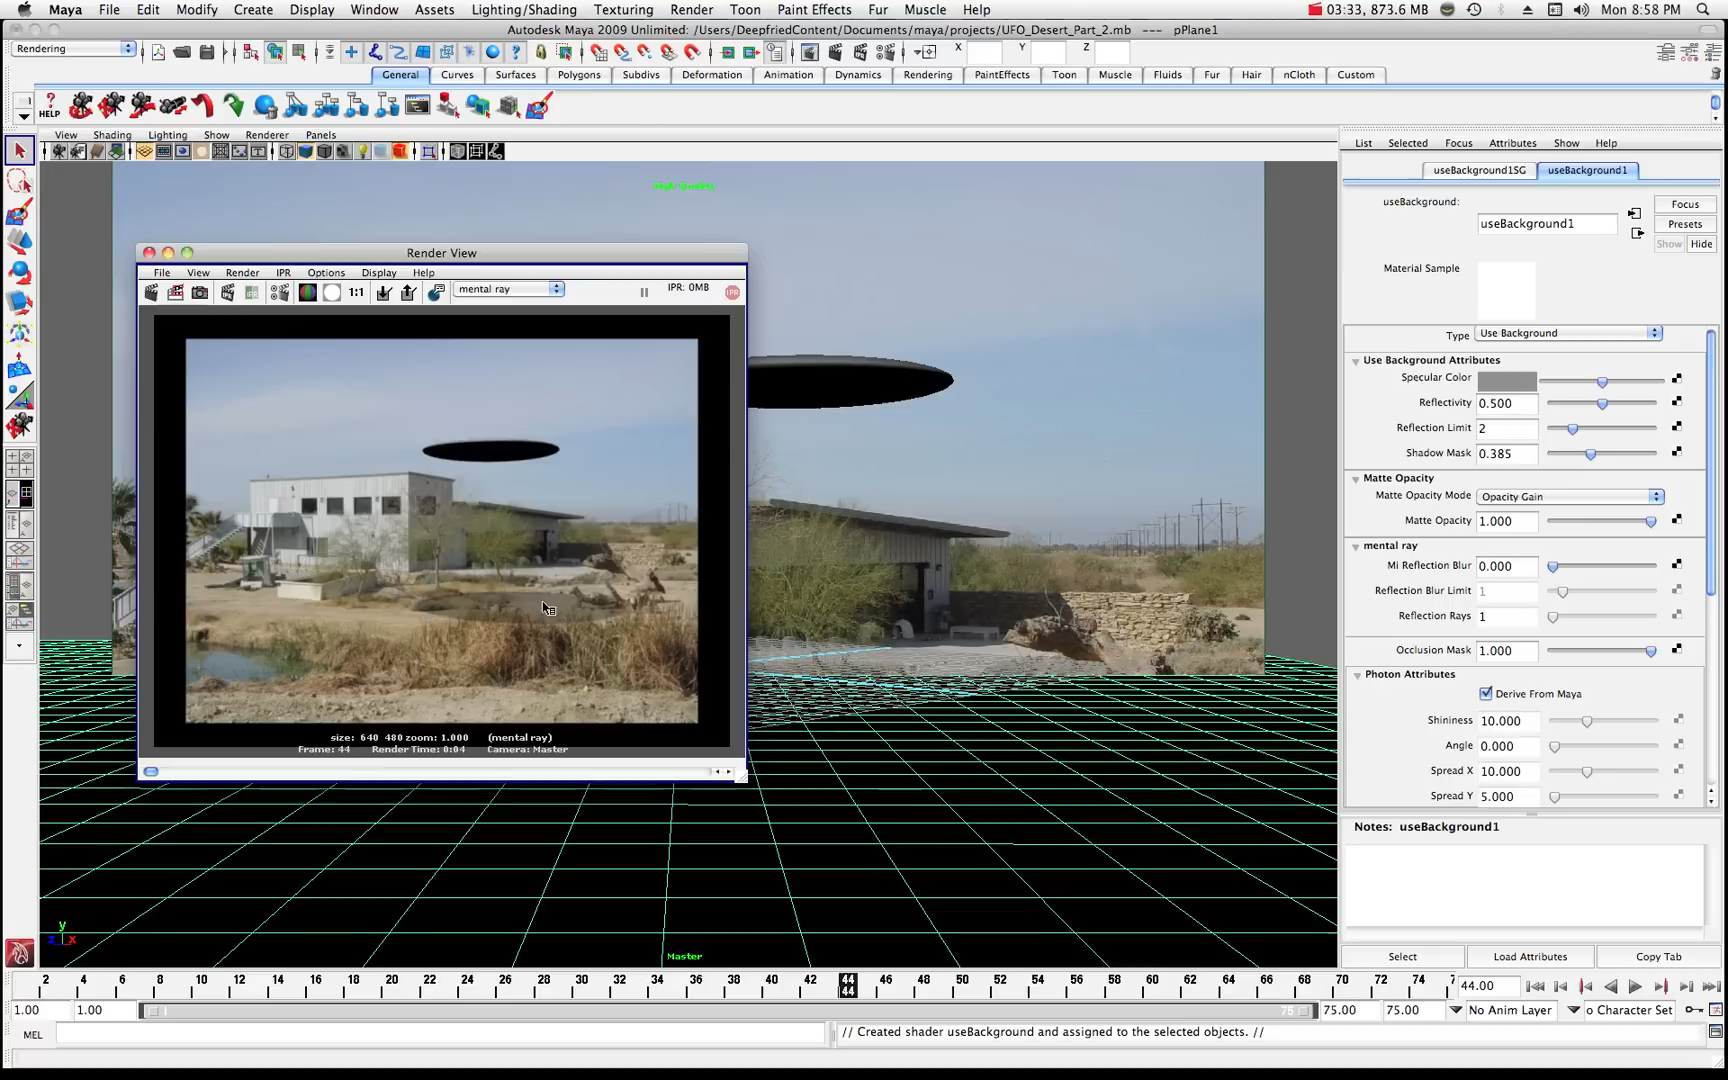 Maya File Edit Modify Create Display Window Assets Lighting/Shading Texturing Render Toon Paint Effects Fur Muscle Help 03:33, 873.6 MB Mon 8:58 PM
Autodesk Maya 2009 Unlimited: /Users/DeepfriedContent/Documents/maya/projects/UFO_Desert_Part_2.mb --- pPlane1
Rendering X Y Z
General Curves Surfaces Polygons Subdivs Deformation Animation Dynamics Rendering PaintEffects Toon Muscle Fluids Fur Hair nCloth Custom
HELP
View Shading Lighting Show Renderer Panels
List Selected Focus Attributes Show Help
useBackground1SG useBackground1
High Quality
useBackground: useBackground1
Focus
Presets
Show Hide
Material Sample
Type Use Background
Use Background Attributes
Specular Color
Reflectivity 0.500
Reflection Limit 2
Shadow Mask 0.385
Matte Opacity
Matte Opacity Mode Opacity Gain
Matte Opacity 1.000
mental ray
Mi Reflection Blur 0.000
Reflection Blur Limit 1
Reflection Rays 1
Occlusion Mask 1.000
Photon Attributes
Derive From Maya
Shininess 10.000
Angle 0.000
Spread X 10.000
Spread Y 5.000
Notes: useBackground1
Select Load Attributes Copy Tab
Render View
File View Render IPR Options Display Help
1:1 mental ray IPR: 0MB IPR
size: 640 480 zoom: 1.000 (mental ray)
Frame: 44 Render Time: 0:04 Camera: Master
y
z x
Master
2 4 6 8 10 12 14 16 18 20 22 24 26 28 30 32 34 36 38 40 42 44 46 48 50 52 54 56 58 60 62 64 66 68 70 72 74 44.00
44
1.00 1.00 75 75.00 75.00 No Anim Layer o Character Set
MEL // Created shader useBackground and assigned to the selected objects. //